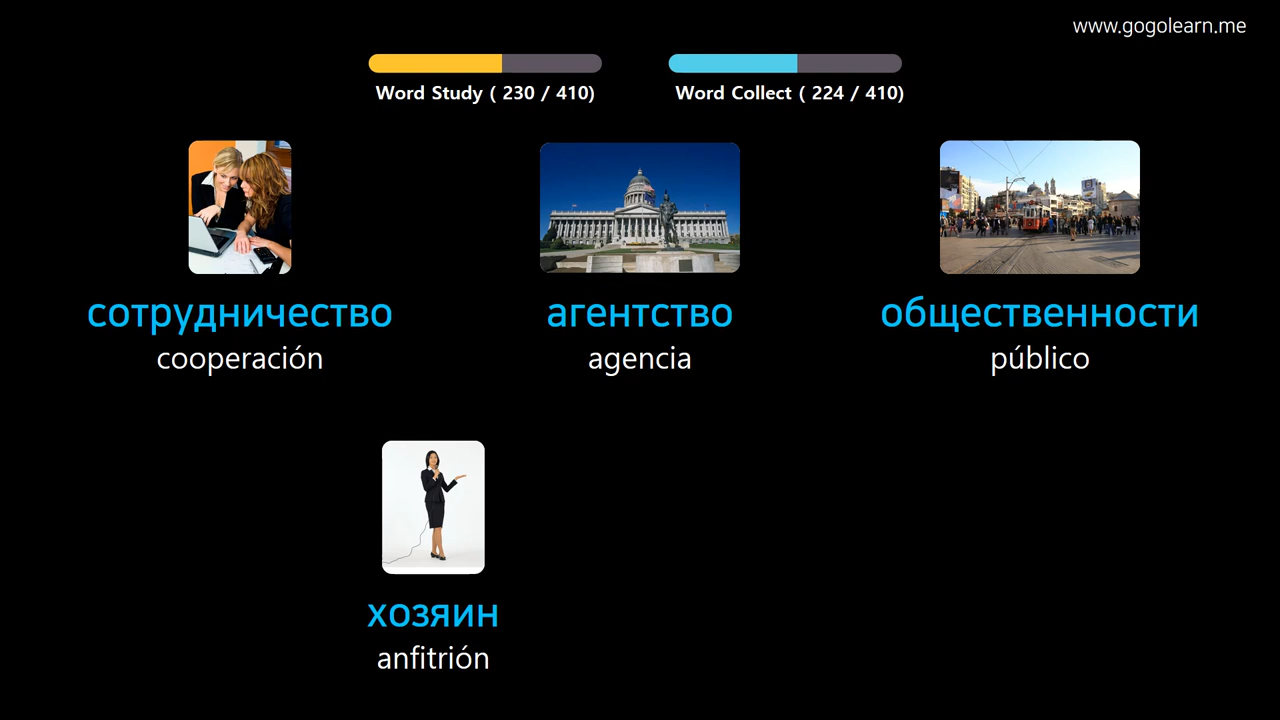 www.gogolearn.me
Word Study ( 230 / 410)
Word Collect ( 224 / 410)
сотрудничество
cooperación
агентство
agencia
общественности
público
хозяин
anfitrión